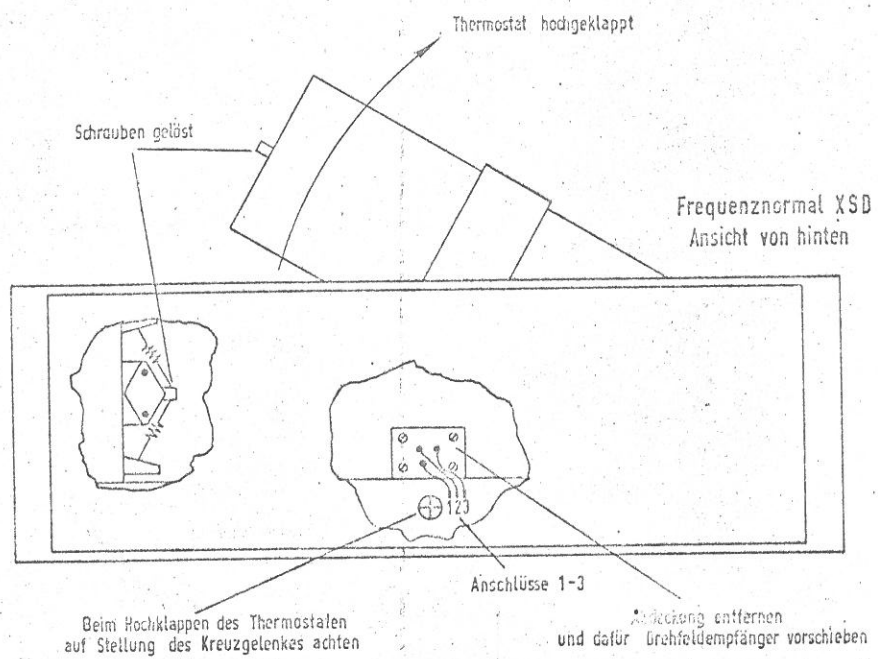 Thermostat hochgeklappt
Schrauben gelöst
Frequenznormal XSD
Ansicht von hinten
123
Anschlüsse 1-3
Beim Hochklappen des Thermostaten
auf Stellung des Kreuzgelenkes achten
Abdeckung entfernen
und dafür Drehfeldempfänger vorschieben